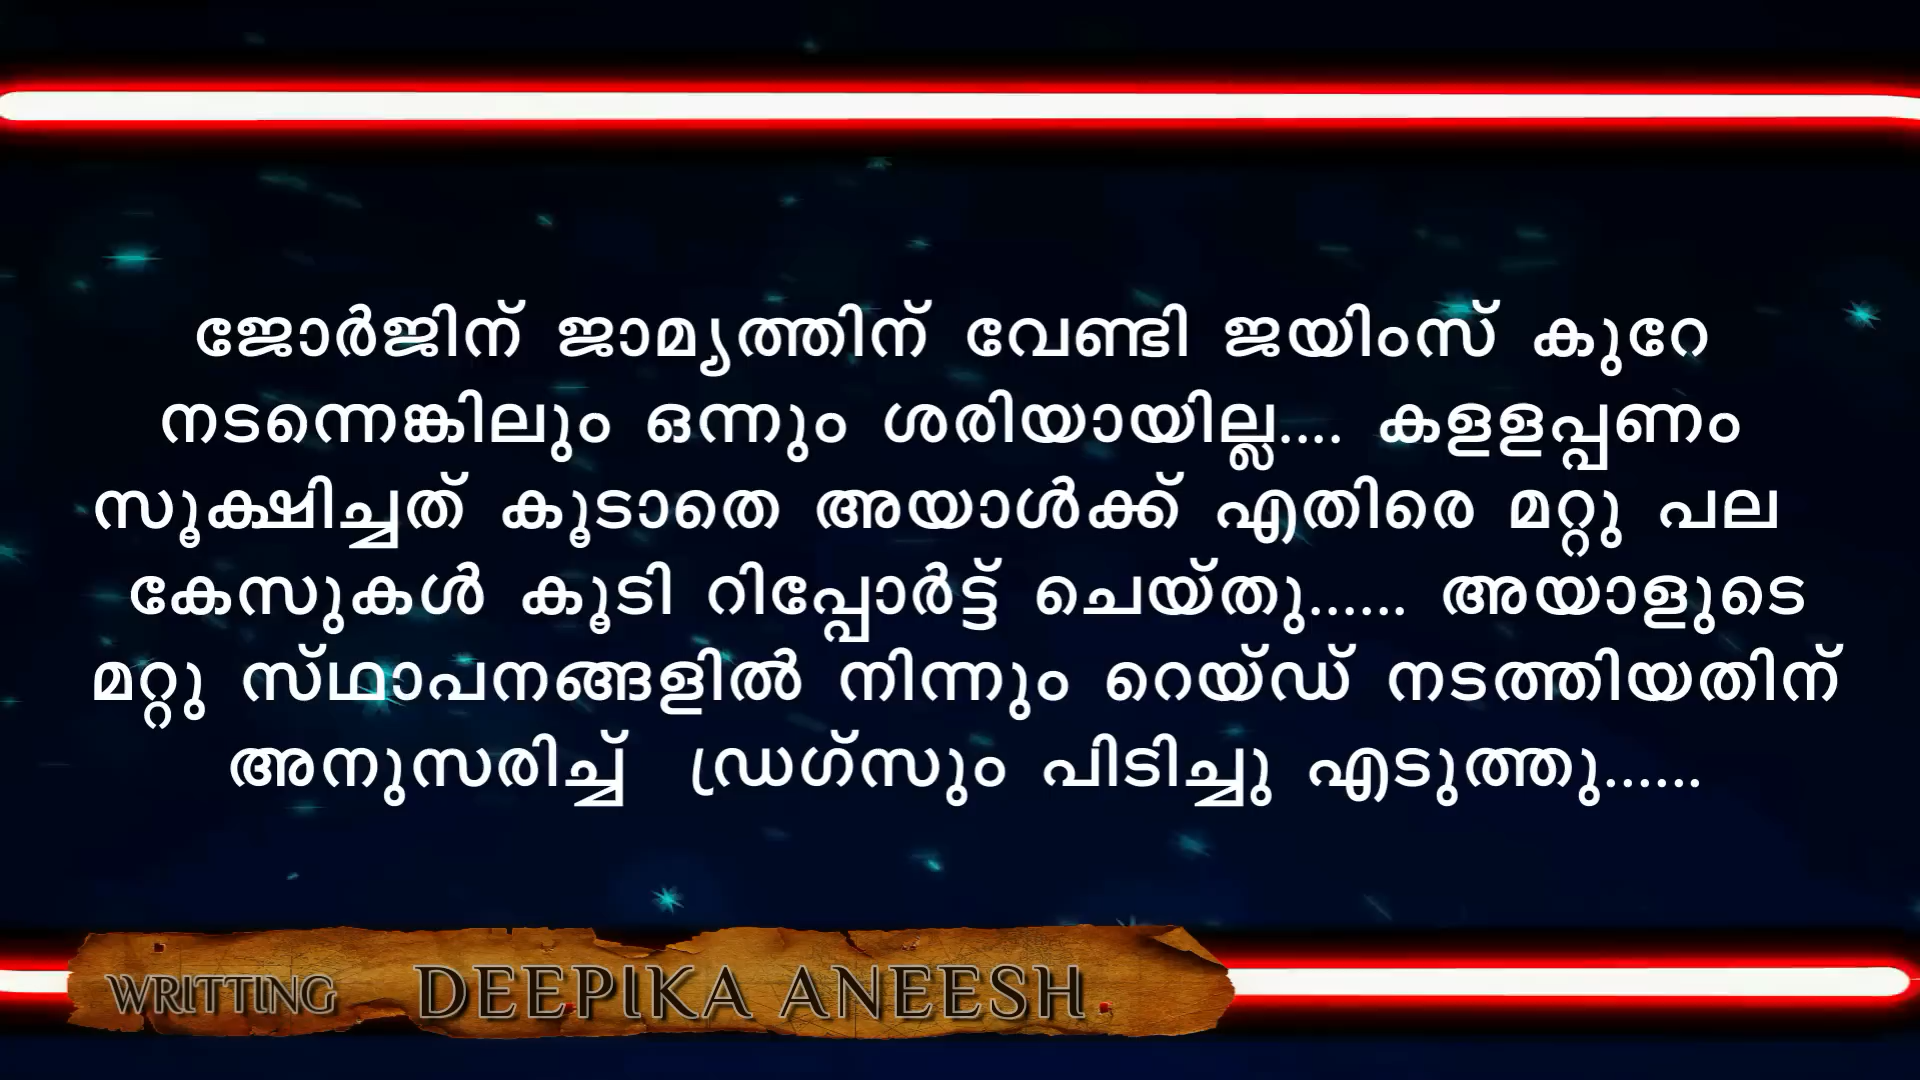 ജോർജിന് ജാമ്യത്തിന് വേണ്ടി ജയിംസ് കുറേ
നടന്നെങ്കിലും ഒന്നും ശരിയായില്ല.... കളളപ്പണം
സൂക്ഷിച്ചത് കൂടാതെ അയാൾക്ക് എതിരെ മറ്റു പല
കേസുകൾ കൂടി റിപ്പോർട്ട് ചെയ്തു...... അയാളുടെ
മറ്റു സ്ഥാപനങ്ങളിൽ നിന്നും റെയ്ഡ് നടത്തിയതിന്
അനുസരിച്ച് ഡ്രഗ്സും പിടിച്ചു എടുത്തു......
WRITTING DEEPIKA ANEESH